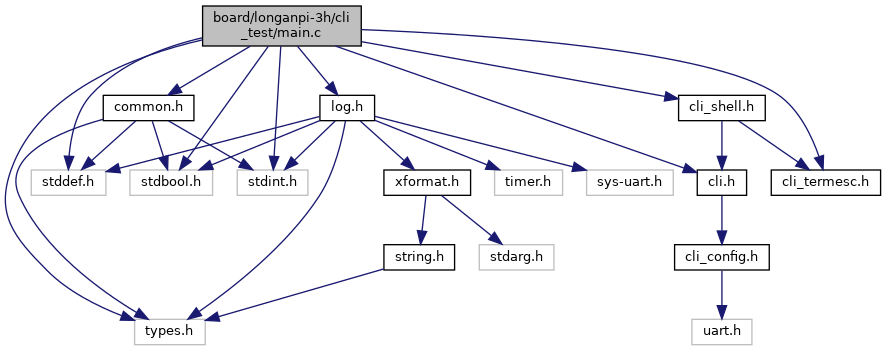 board/longanpi-3h/cli
_test/main.c
common.h
log.h
cli_shell.h
stddef.h
stdbool.h
stdint.h
xformat.h
timer.h
sys-uart.h
cli.h
cli_termesc.h
string.h
stdarg.h
cli_config.h
types.h
uart.h